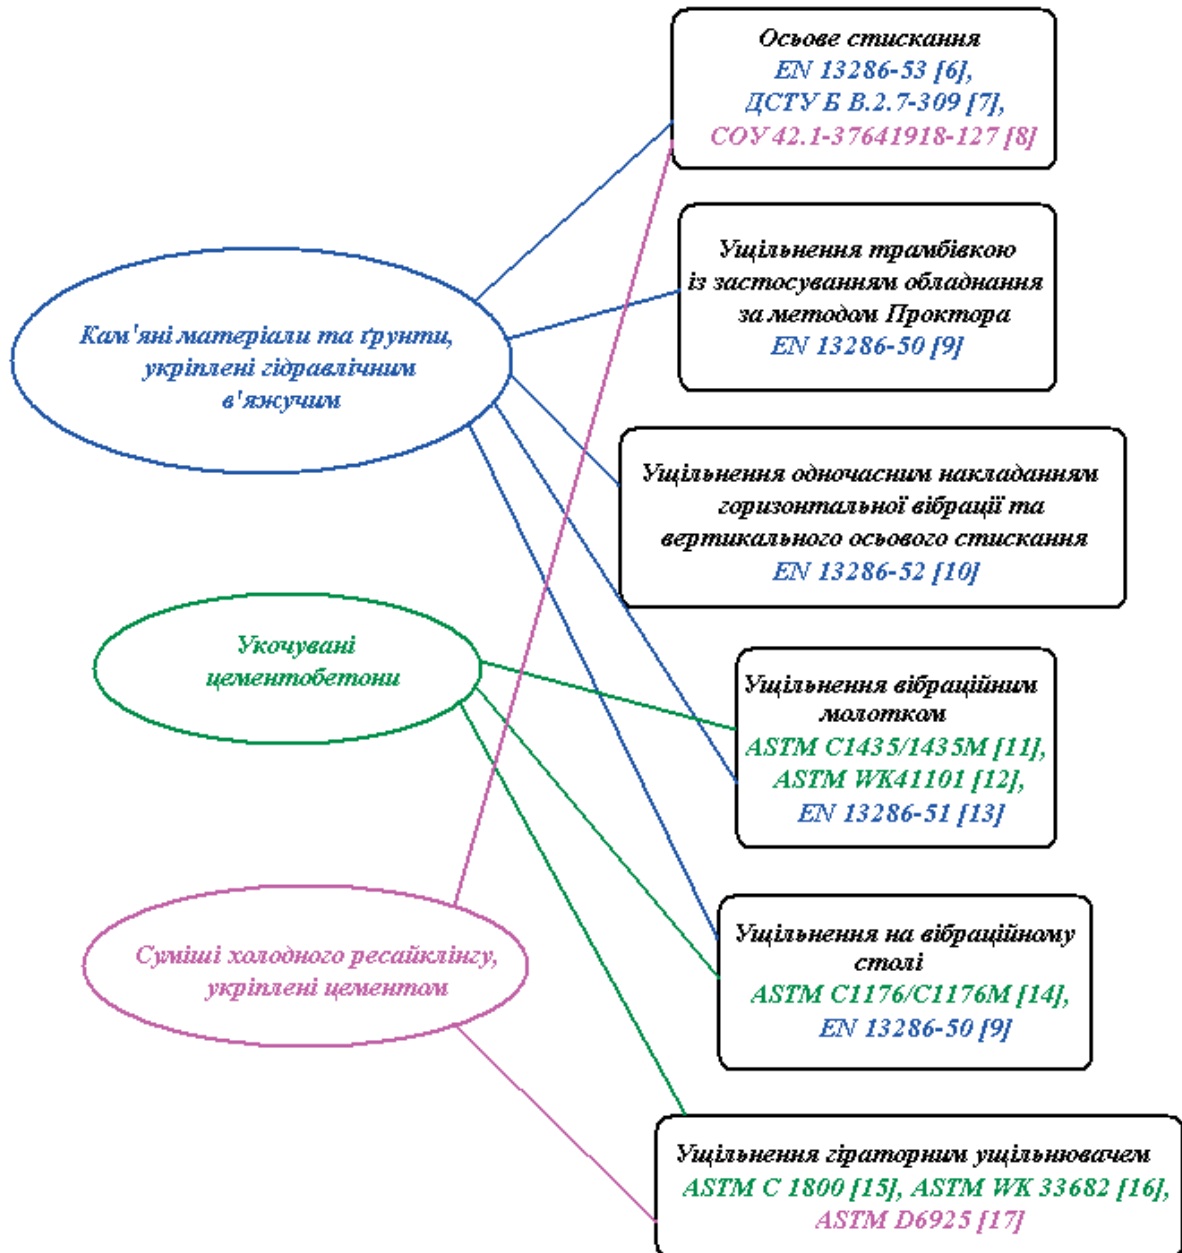 Осьове стискання
EN 13286-53 [6],
ДСТУ Б В.2.7-309 [7],
СОУ 42.1-37641918-127 [8]
Ущільнення трамбівкою
із застосуванням обладнання
за методом Проктора
EN 13286-50 [9]
Кам'яні матеріали та ґрунти,
укріплені гідравлічним
в'яжучим
Ущільнення одночасним накладанням
горизонтальної вібрації та
вертикального осьового стискання
EN 13286-52 [10]
Укочувані
цементобетони
Ущільнення вібраційним
молотком
ASTM C1435/1435M [11],
ASTM WK41101 [12],
EN 13286-51 [13]
Суміші холодного ресайклінгу,
укріплені цементом
Ущільнення на вібраційному
столі
ASTM C1176/C1176M [14],
EN 13286-50 [9]
Ущільнення гіраторним ущільнювачем
ASTM C 1800 [15], ASTM WK 33682 [16],
ASTM D6925 [17]